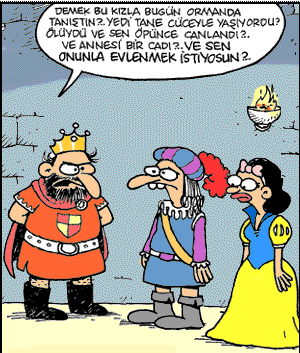 DEMEK BU KIZLA BUGÜN ORMANDA
TANIŞTIN?. YEDİ TANE CÜCEYLE YAŞIYORDU?
ÖLÜYDÜ VE SEN ÖPÜNCE CANLANDI?.
VE ANNESİ BİR CADI?. VE SEN
ONUNLA EVLENMEK İSTİYOSUN?.